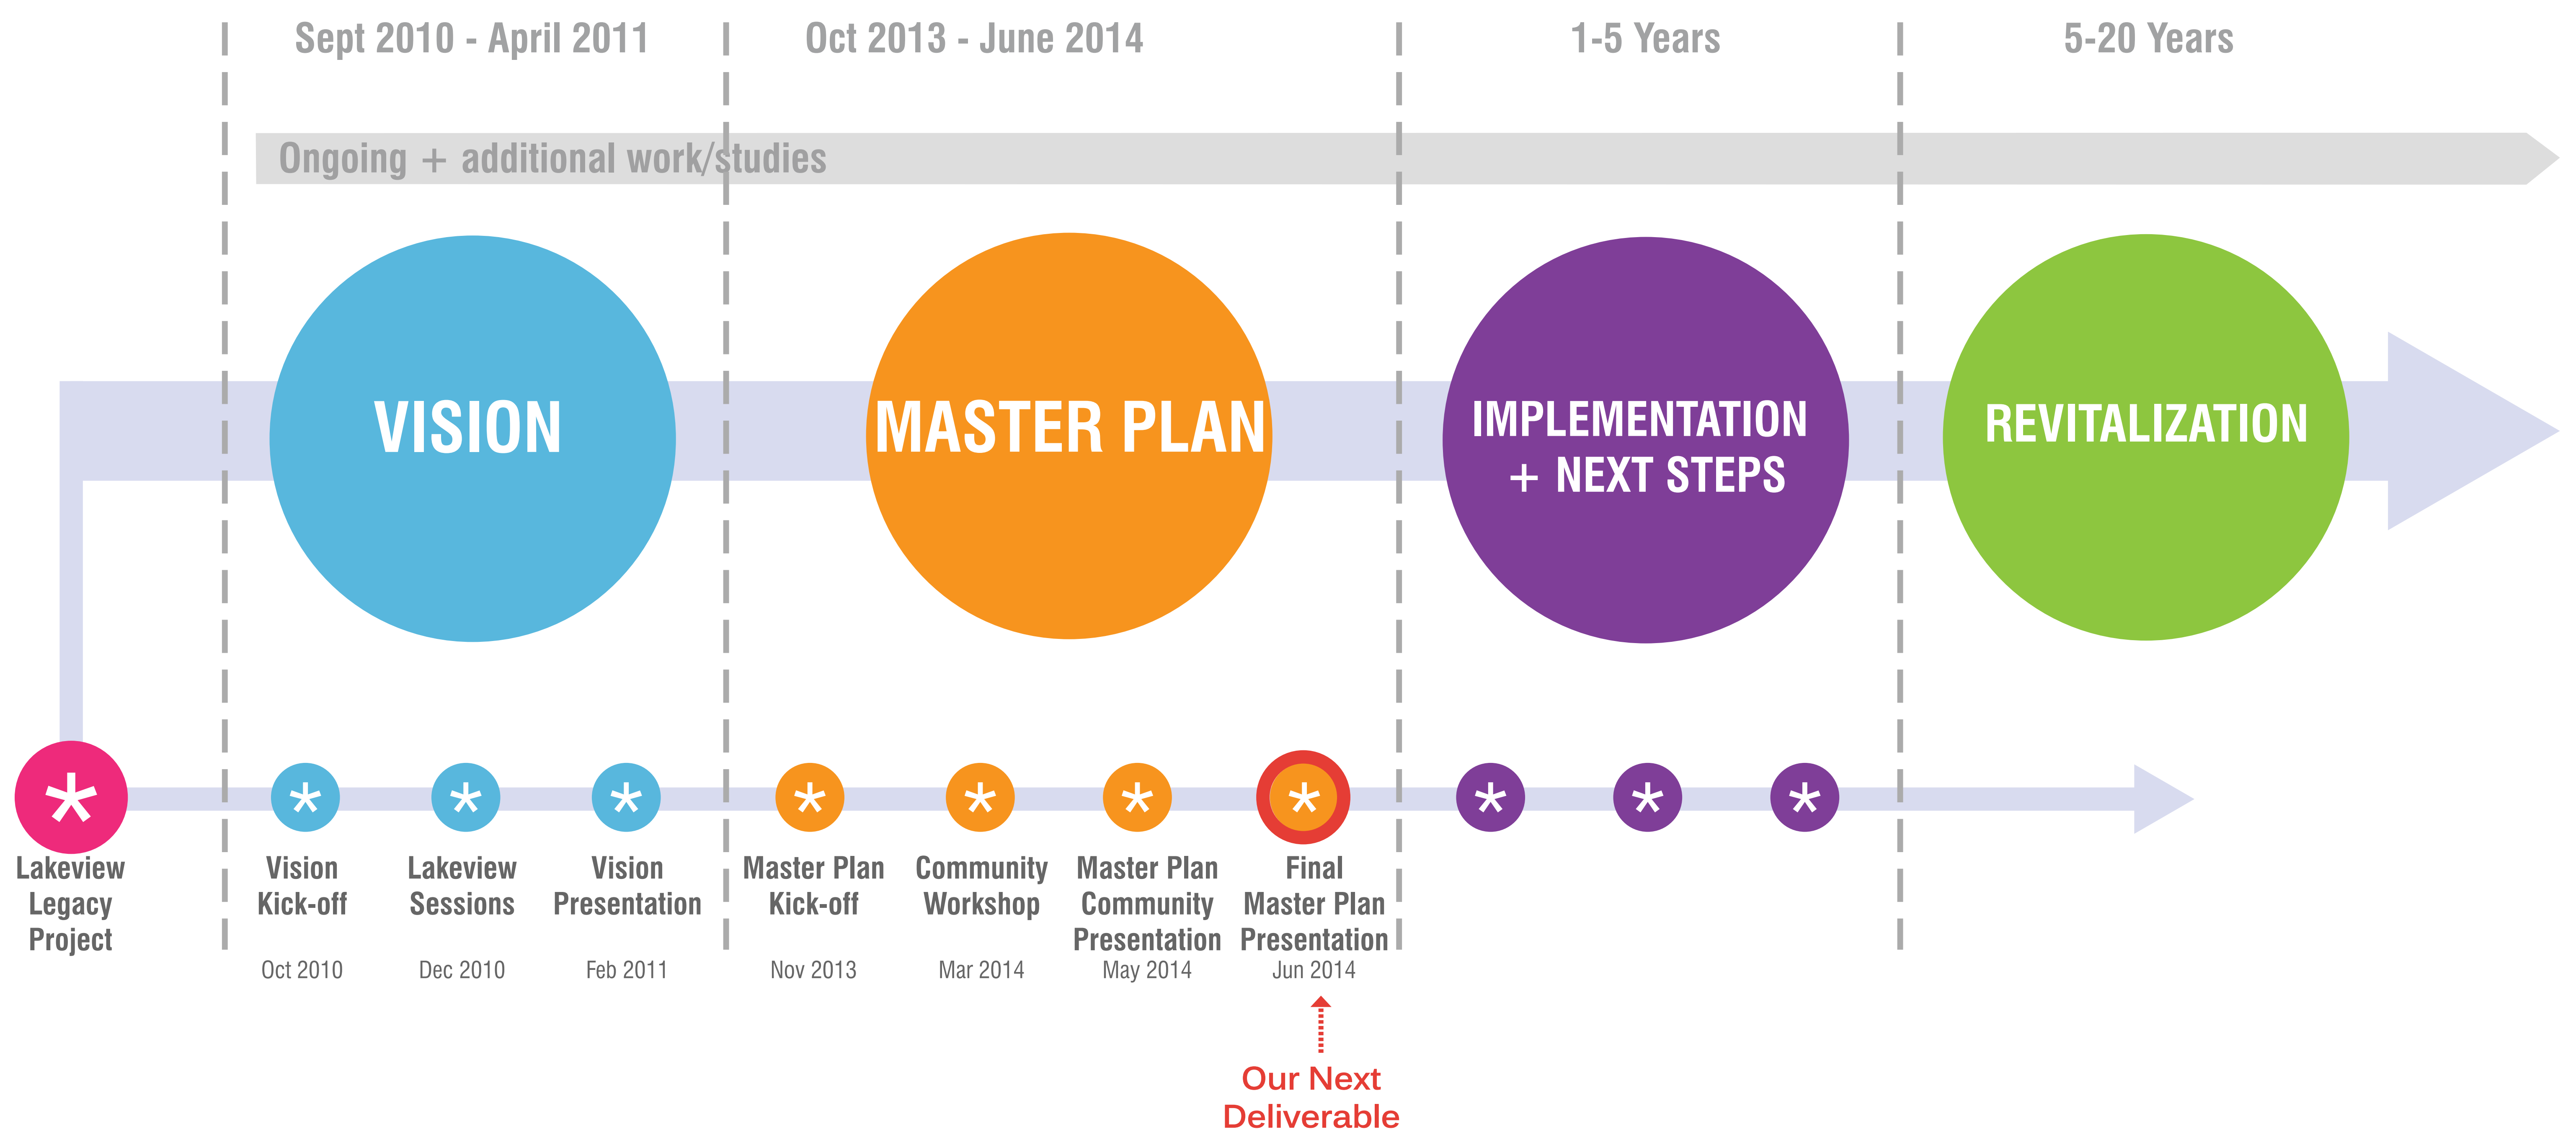 Sept 2010 - April 2011
Oct 2013 - June 2014
1-5 Years
5-20 Years
Ongoing + additional work/studies
VISION
MASTER PLAN
IMPLEMENTATION
+ NEXT STEPS
REVITALIZATION
*
*
*
*
*
*
*
*
*
*
*
Lakeview
Legacy
Project
Vision
Kick-off
Oct 2010
Lakeview
Sessions
Dec 2010
Vision
Presentation
Feb 2011
Master Plan
Kick-off
Nov 2013
Community
Workshop
Mar 2014
Master Plan
Community
Presentation
May 2014
Final
Master Plan
Presentation
Jun 2014
Our Next
Deliverable